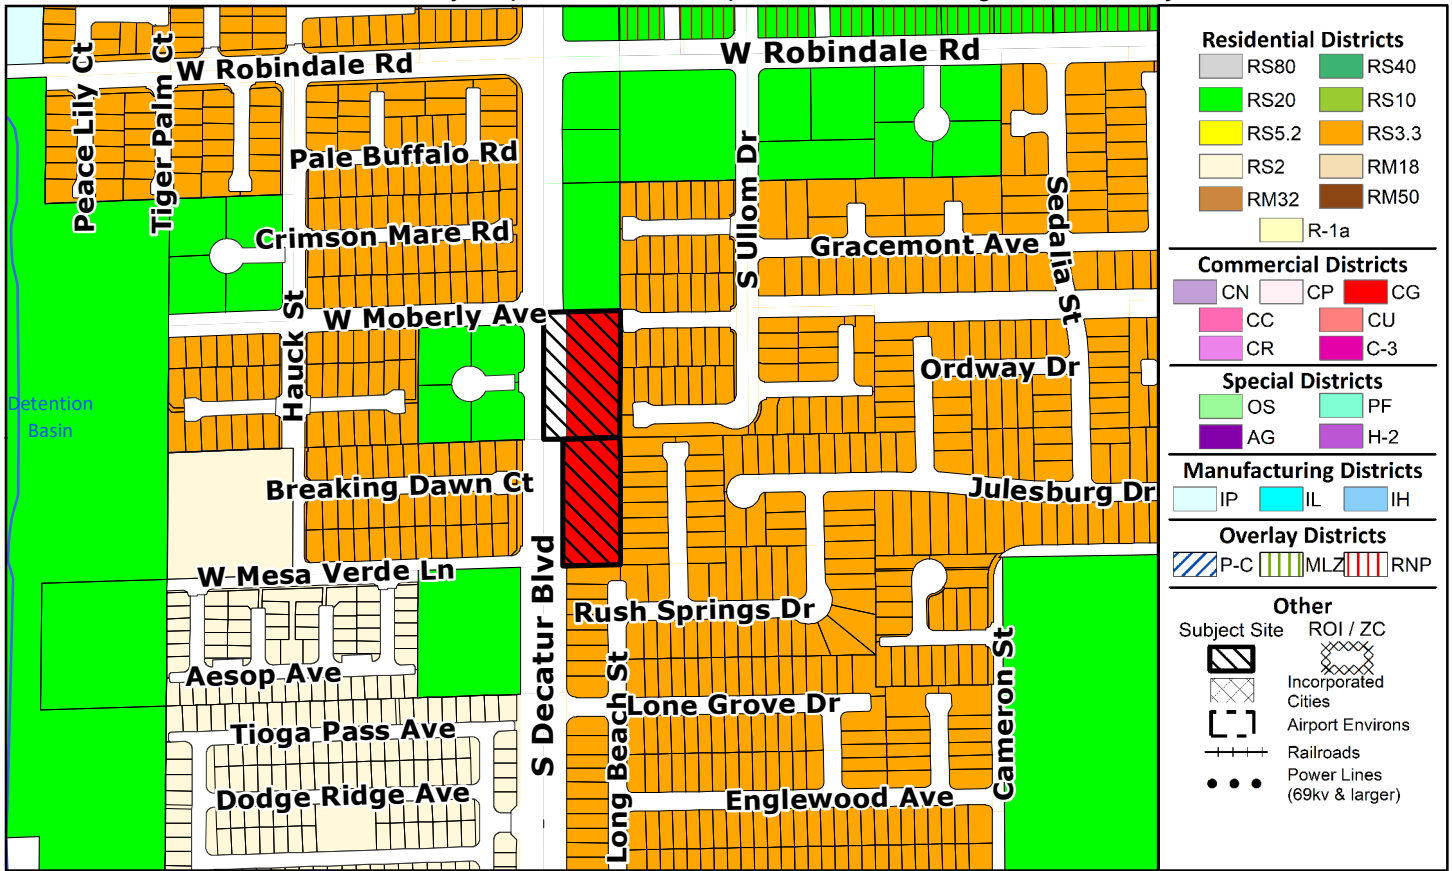 W Robindale Rd
W Robindale Rd
Peace Lily Ct
Tiger Palm Ct
Pale Buffalo Rd
S Ullom Dr
Sedalia St
Crimson Mare Rd
Gracemont Ave
Hauck St
W Moberly Ave
Ordway Dr
Detention
Basin
Breaking Dawn Ct
Julesburg Dr
W Mesa Verde Ln
S Decatur Blvd
Rush Springs Dr
Aesop Ave
Long Beach St
Lone Grove Dr
Cameron St
Tioga Pass Ave
Dodge Ridge Ave
Englewood Ave
Residential Districts
RS80 RS40
RS20 RS10
RS5.2 RS3.3
RS2 RM18
RM32 RM50
R-1a
Commercial Districts
CN CP CG
CC CU
CR C-3
Special Districts
OS PF
AG H-2
Manufacturing Districts
IP IL IH
Overlay Districts
P-C MLZ RNP
Other
Subject Site ROI / ZC
Incorporated
Cities
Airport Environs
Railroads
Power Lines
(69kv & larger)